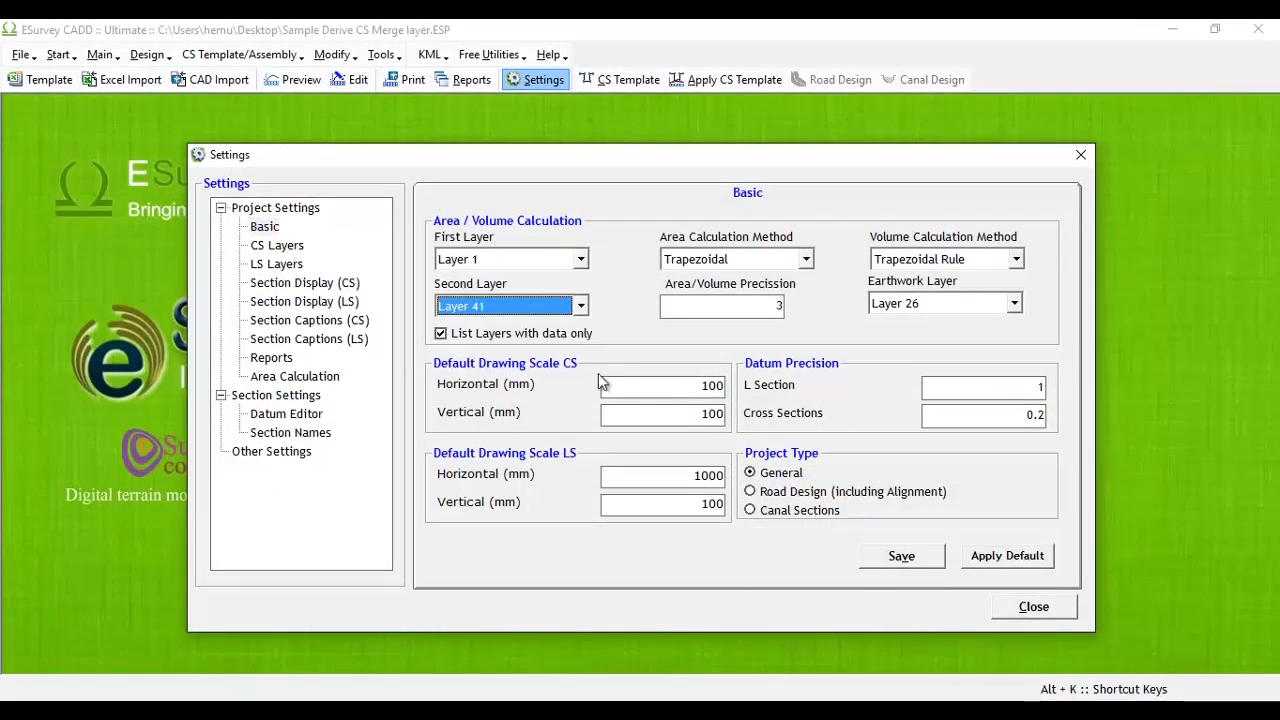 ESurvey CADD :: Ultimate :: C:\Users\hemu\Desktop\Sample Derive CS Merge layer.ESP
File Start Main Design CS Template/Assembly Modify Tools KML Free Utilities Help
Template Excel Import CAD Import Preview Edit Print Reports Settings CS Template Apply CS Template Road Design Canal Design
Settings
Settings
Project Settings
Basic
CS Layers
LS Layers
Section Display (CS)
Section Display (LS)
Section Captions (CS)
Section Captions (LS)
Reports
Area Calculation
Section Settings
Datum Editor
Section Names
Other Settings
Basic
Area / Volume Calculation
First Layer Area Calculation Method Volume Calculation Method
Layer 1 Trapezoidal Trapezoidal Rule
Second Layer Area/Volume Precission Earthwork Layer
Layer 41 3 Layer 26
List Layers with data only
Default Drawing Scale CS
Horizontal (mm) 100
Vertical (mm) 100
Datum Precision
L Section 1
Cross Sections 0.2
Default Drawing Scale LS
Horizontal (mm) 1000
Vertical (mm) 100
Project Type
General
Road Design (including Alignment)
Canal Sections
Save Apply Default
Close
Digital terrain mo
Alt + K :: Shortcut Keys